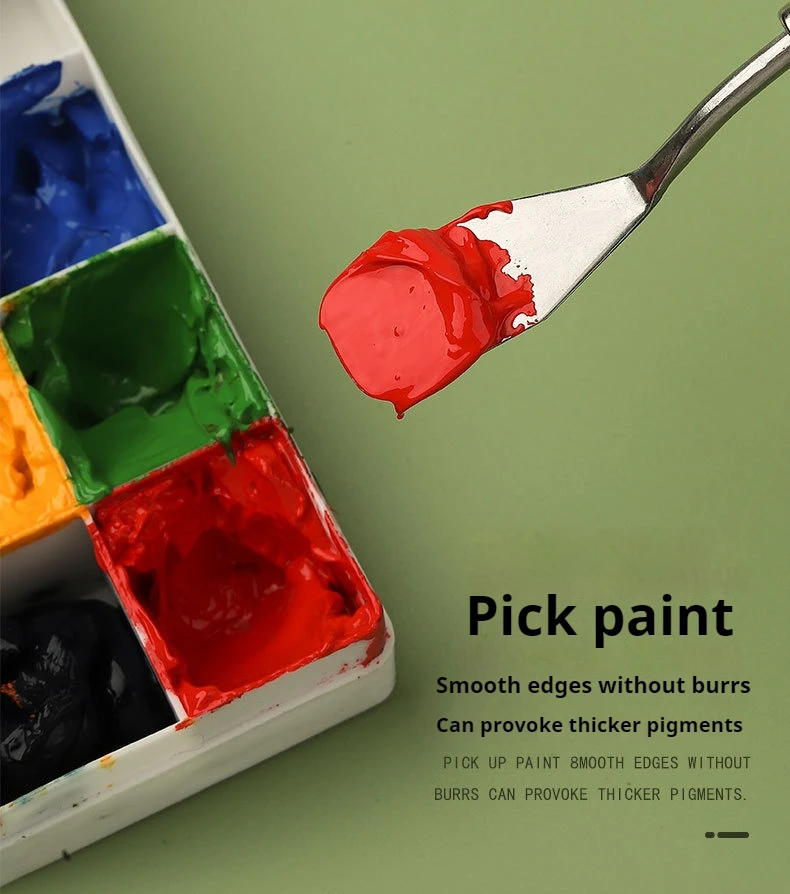 Pick paint
Smooth edges without burrs
Can provoke thicker pigments
PICK UP PAINT 8MOOTH EDGES WITHOUT
BURRS CAN PROVOKE THICKER PIGMENTS.